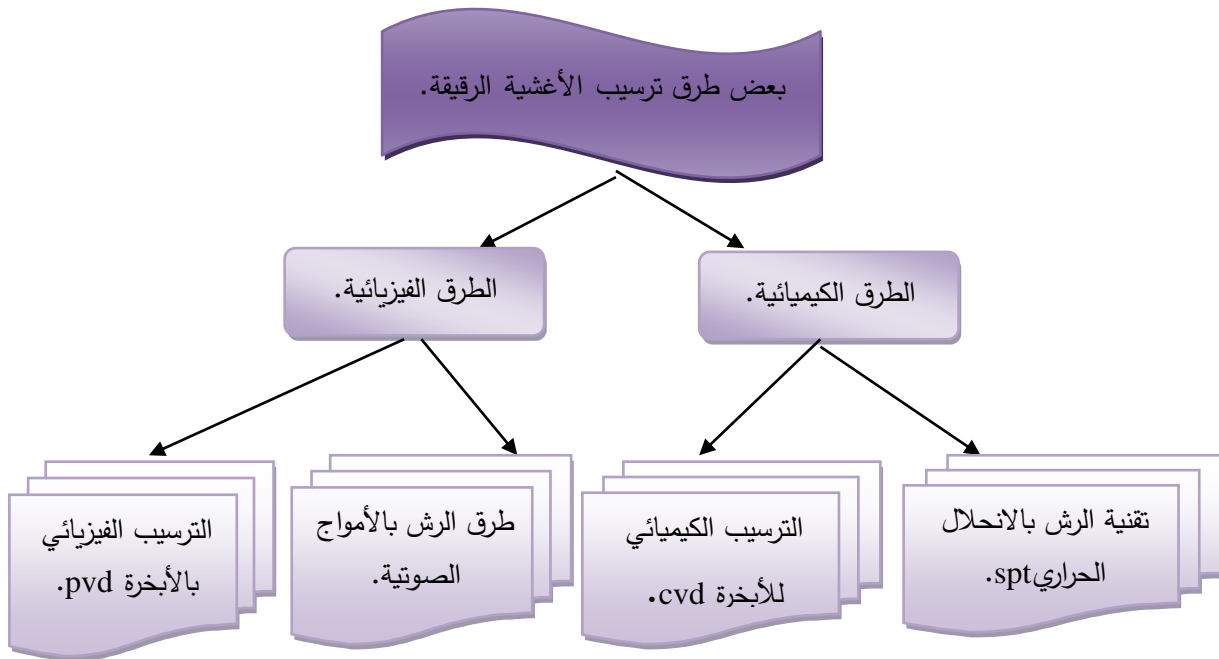 بعض طرق ترسيب الأغشية الرقيقة.
الطرق الكيميائية.
الطرق الفيزيائية.
تقنية الرش بالانحلال
الحراريspt.
الترسيب الكيميائي
للأبخرة cvd.
طرق الرش بالأمواج
الصوتية.
الترسيب الفيزيائي
بالأبخرة pvd.